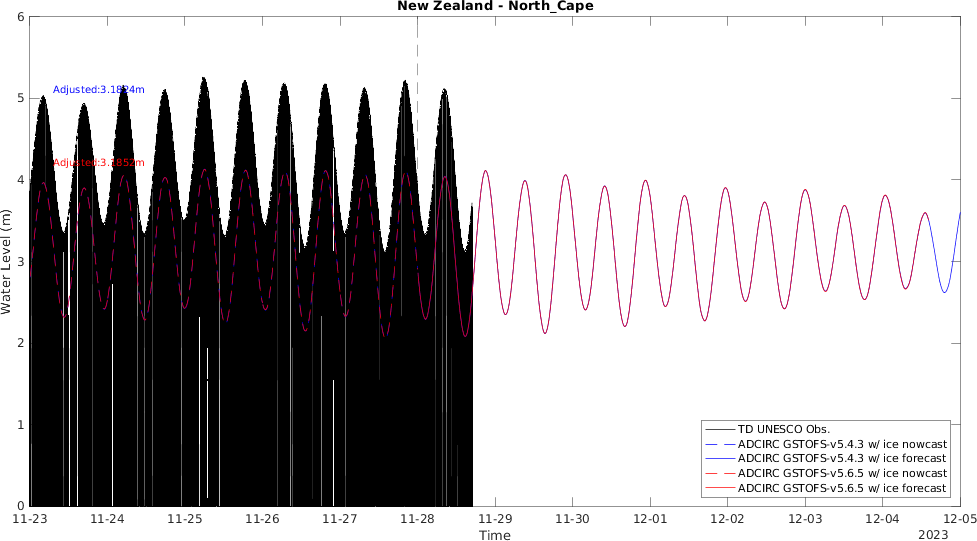 New Zealand - North_Cape
Water Level (m)
6
5
4
3
2
1
0
Adjusted:3.1824m
Adjusted:3.1852m
TD UNESCO Obs.
ADCIRC GSTOFS-v5.4.3 w/ ice nowcast
ADCIRC GSTOFS-v5.4.3 w/ ice forecast
ADCIRC GSTOFS-v5.6.5 w/ ice nowcast
ADCIRC GSTOFS-v5.6.5 w/ ice forecast
11-23 11-24 11-25 11-26 11-27 11-28 11-29 11-30 12-01 12-02 12-03 12-04 12-05
Time
2023